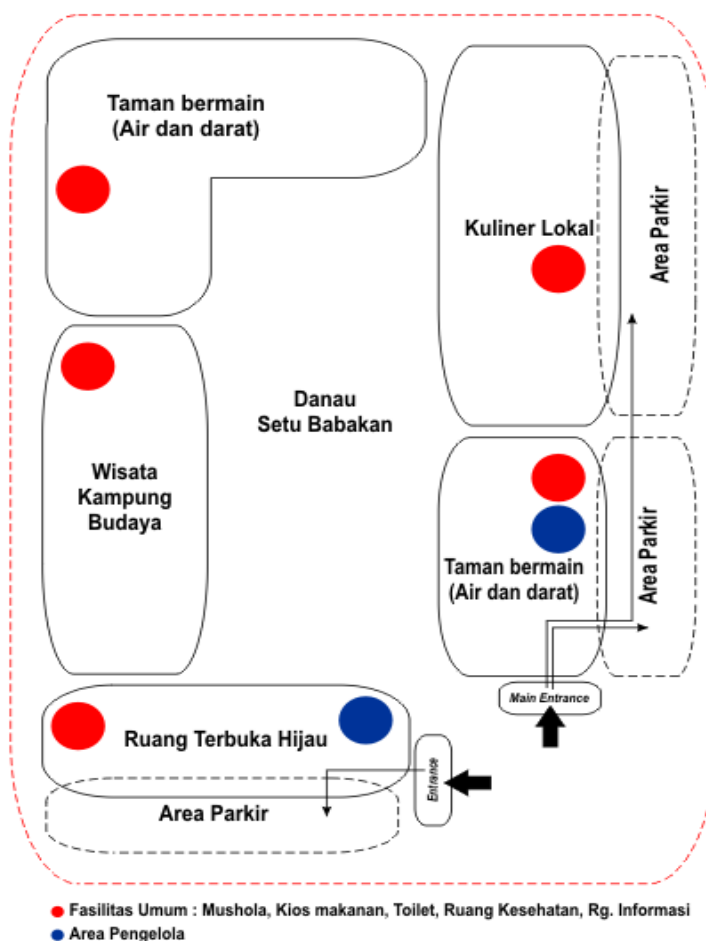 Taman bermain
(Air dan darat)
Kuliner Lokal
Area Parkir
Danau
Setu Babakan
Wisata
Kampung
Budaya
Taman bermain
(Air dan darat)
Area Parkir
Main Entrance
Ruang Terbuka Hijau
Entrance
Area Parkir
Fasilitas Umum : Mushola, Kios makanan, Toilet, Ruang Kesehatan, Rg. Informasi
Area Pengelola